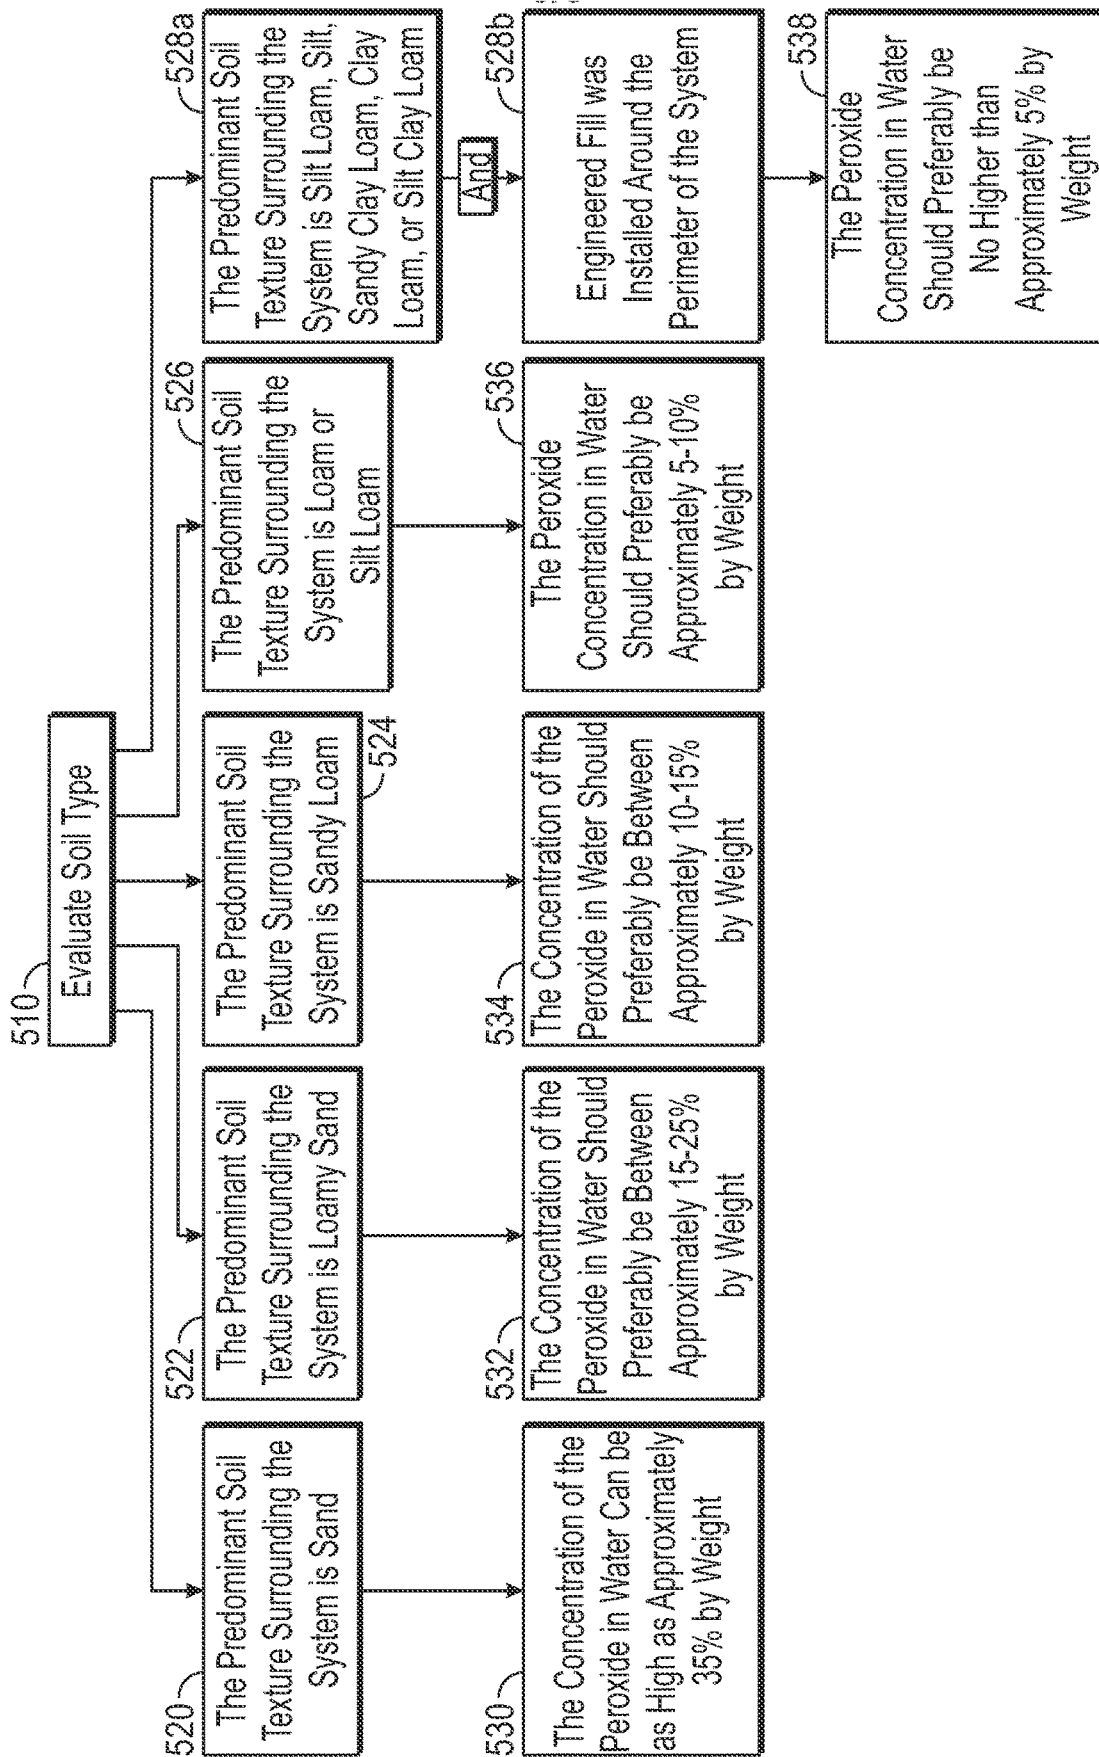 510
Evaluate Soil Type
520
The Predominant Soil
Texture Surrounding the
System is Sand
522
The Predominant Soil
Texture Surrounding the
System is Loamy Sand
The Predominant Soil
Texture Surrounding the
System is Sandy Loam
524
526
The Predominant Soil
Texture Surrounding the
System is Loam or
Silt Loam
528a
The Predominant Soil
Texture Surrounding the
System is Silt Loam, Silt,
Sandy Clay Loam, Clay
Loam, or Silt Clay Loam
And
528b
Engineered Fill was
Installed Around the
Perimeter of the System
530
The Concentration of the
Peroxide in Water Can be
as High as Approximately
35% by Weight
532
The Concentration of the
Peroxide in Water Should
Preferably be Between
Approximately 15-25%
by Weight
534
The Concentration of the
Peroxide in Water Should
Preferably be Between
Approximately 10-15%
by Weight
536
The Peroxide
Concentration in Water
Should Preferably be
Approximately 5-10%
by Weight
538
The Peroxide
Concentration in Water
Should Preferably be
No Higher than
Approximately 5% by
Weight